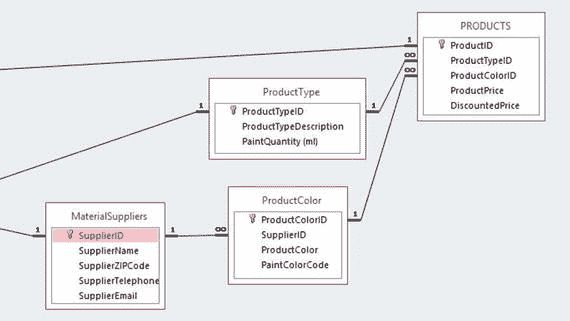 PRODUCTS
1
ProductID
∞
ProductTypeID
∞
ProductColorID
ProductPrice
DiscountedPrice
ProductType
1
ProductTypeID
1
ProductTypeDescription
PaintQuantity (ml)
ProductColor
ProductColorID
1
SupplierID
ProductColor
PaintColorCode
MaterialSuppliers
1
SupplierID
1
∞
SupplierName
SupplierZIPCode
SupplierTelephone
SupplierEmail